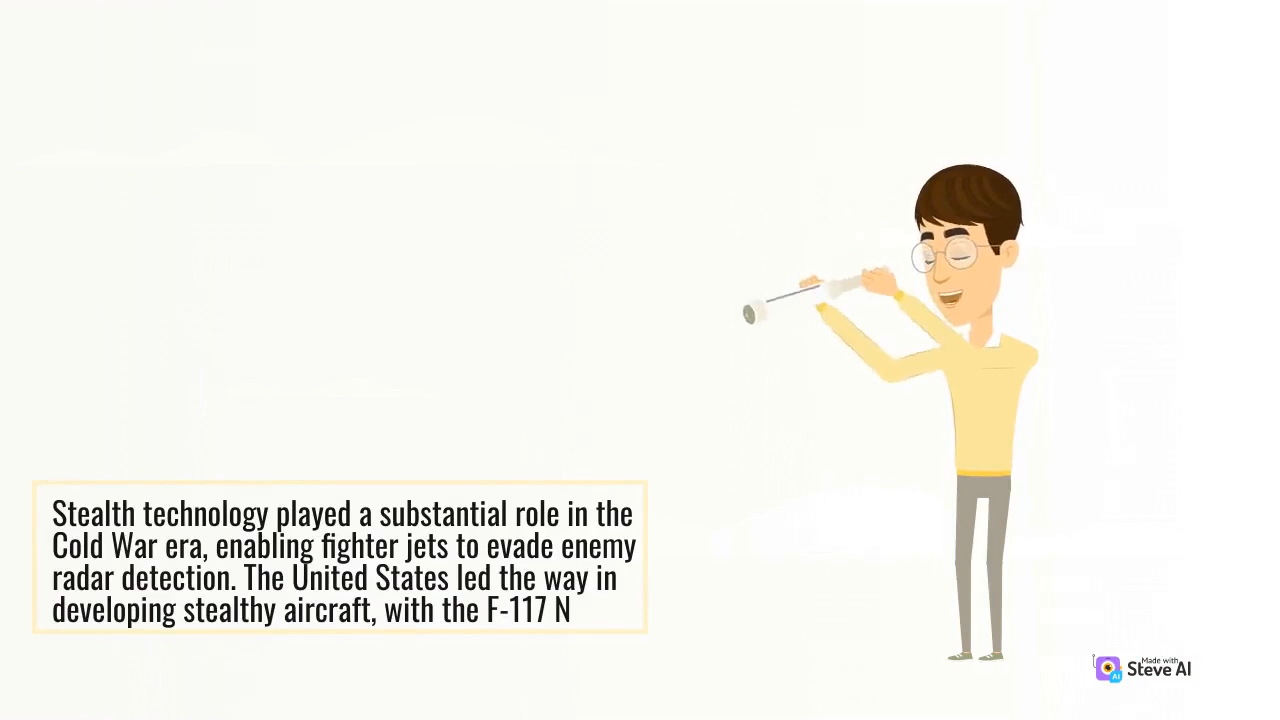 Stealth technology played a substantial role in the
Cold War era, enabling fighter jets to evade enemy
radar detection. The United States led the way in
developing stealthy aircraft, with the F-117 N
Made with
Steve AI
AI